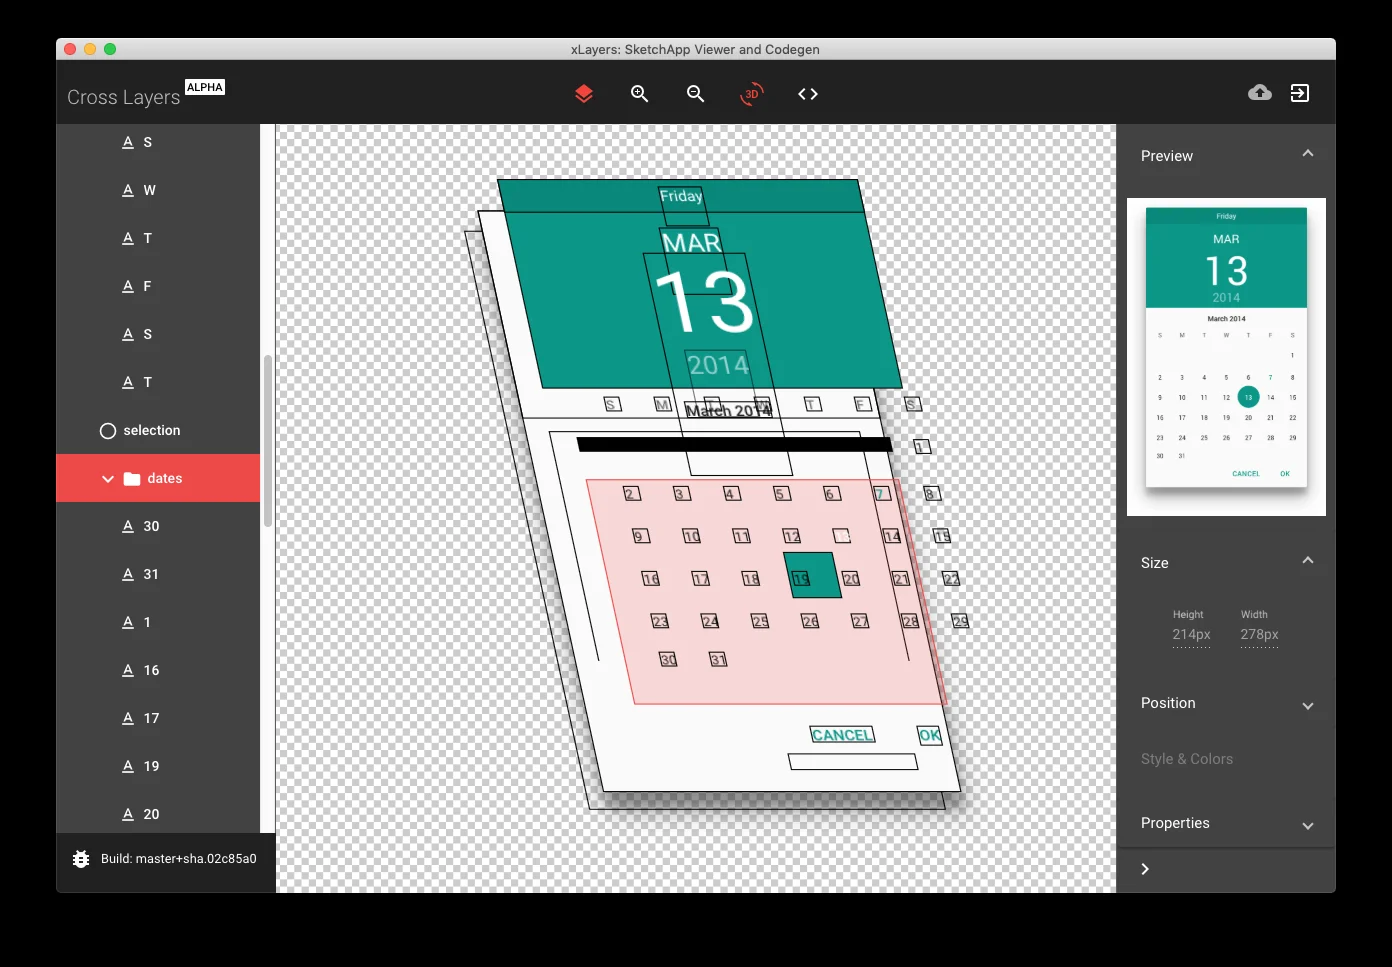 xLayers: SketchApp Viewer and Codegen
Cross Layers ALPHA
3D
S
W
T
F
S
T
selection
dates
30
31
1
16
17
19
20
Build: master+sha.02c85a0
Friday
MAR
13
2014
S M T W T F S
March 2014
1
2 3 4 5 6 7 8
9 10 11 12 13 14 15
16 17 18 19 20 21 22
23 24 25 26 27 28 29
30 31
CANCEL OK
Preview
Friday
MAR
13
2014
March 2014
S M T W T F S
1
2 3 4 5 6 7 8
9 10 11 12 13 14 15
16 17 18 19 20 21 22
23 24 25 26 27 28 29
30 31
CANCEL OK
Size
Height Width
214px 278px
Position
Style & Colors
Properties